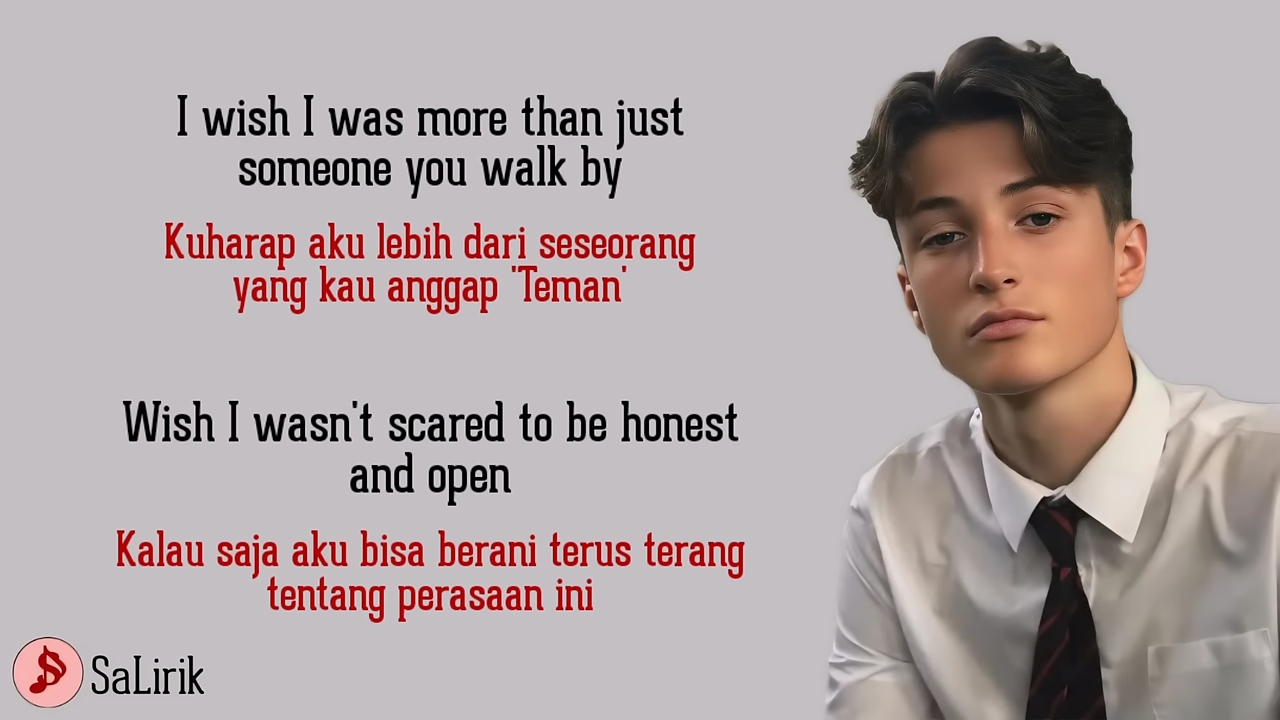 I wish I was more than just
someone you walk by
Kuharap aku lebih dari seseorang
yang kau anggap 'Teman'
Wish I wasn't scared to be honest
and open
Kalau saja aku bisa berani terus terang
tentang perasaan ini
SaLirik